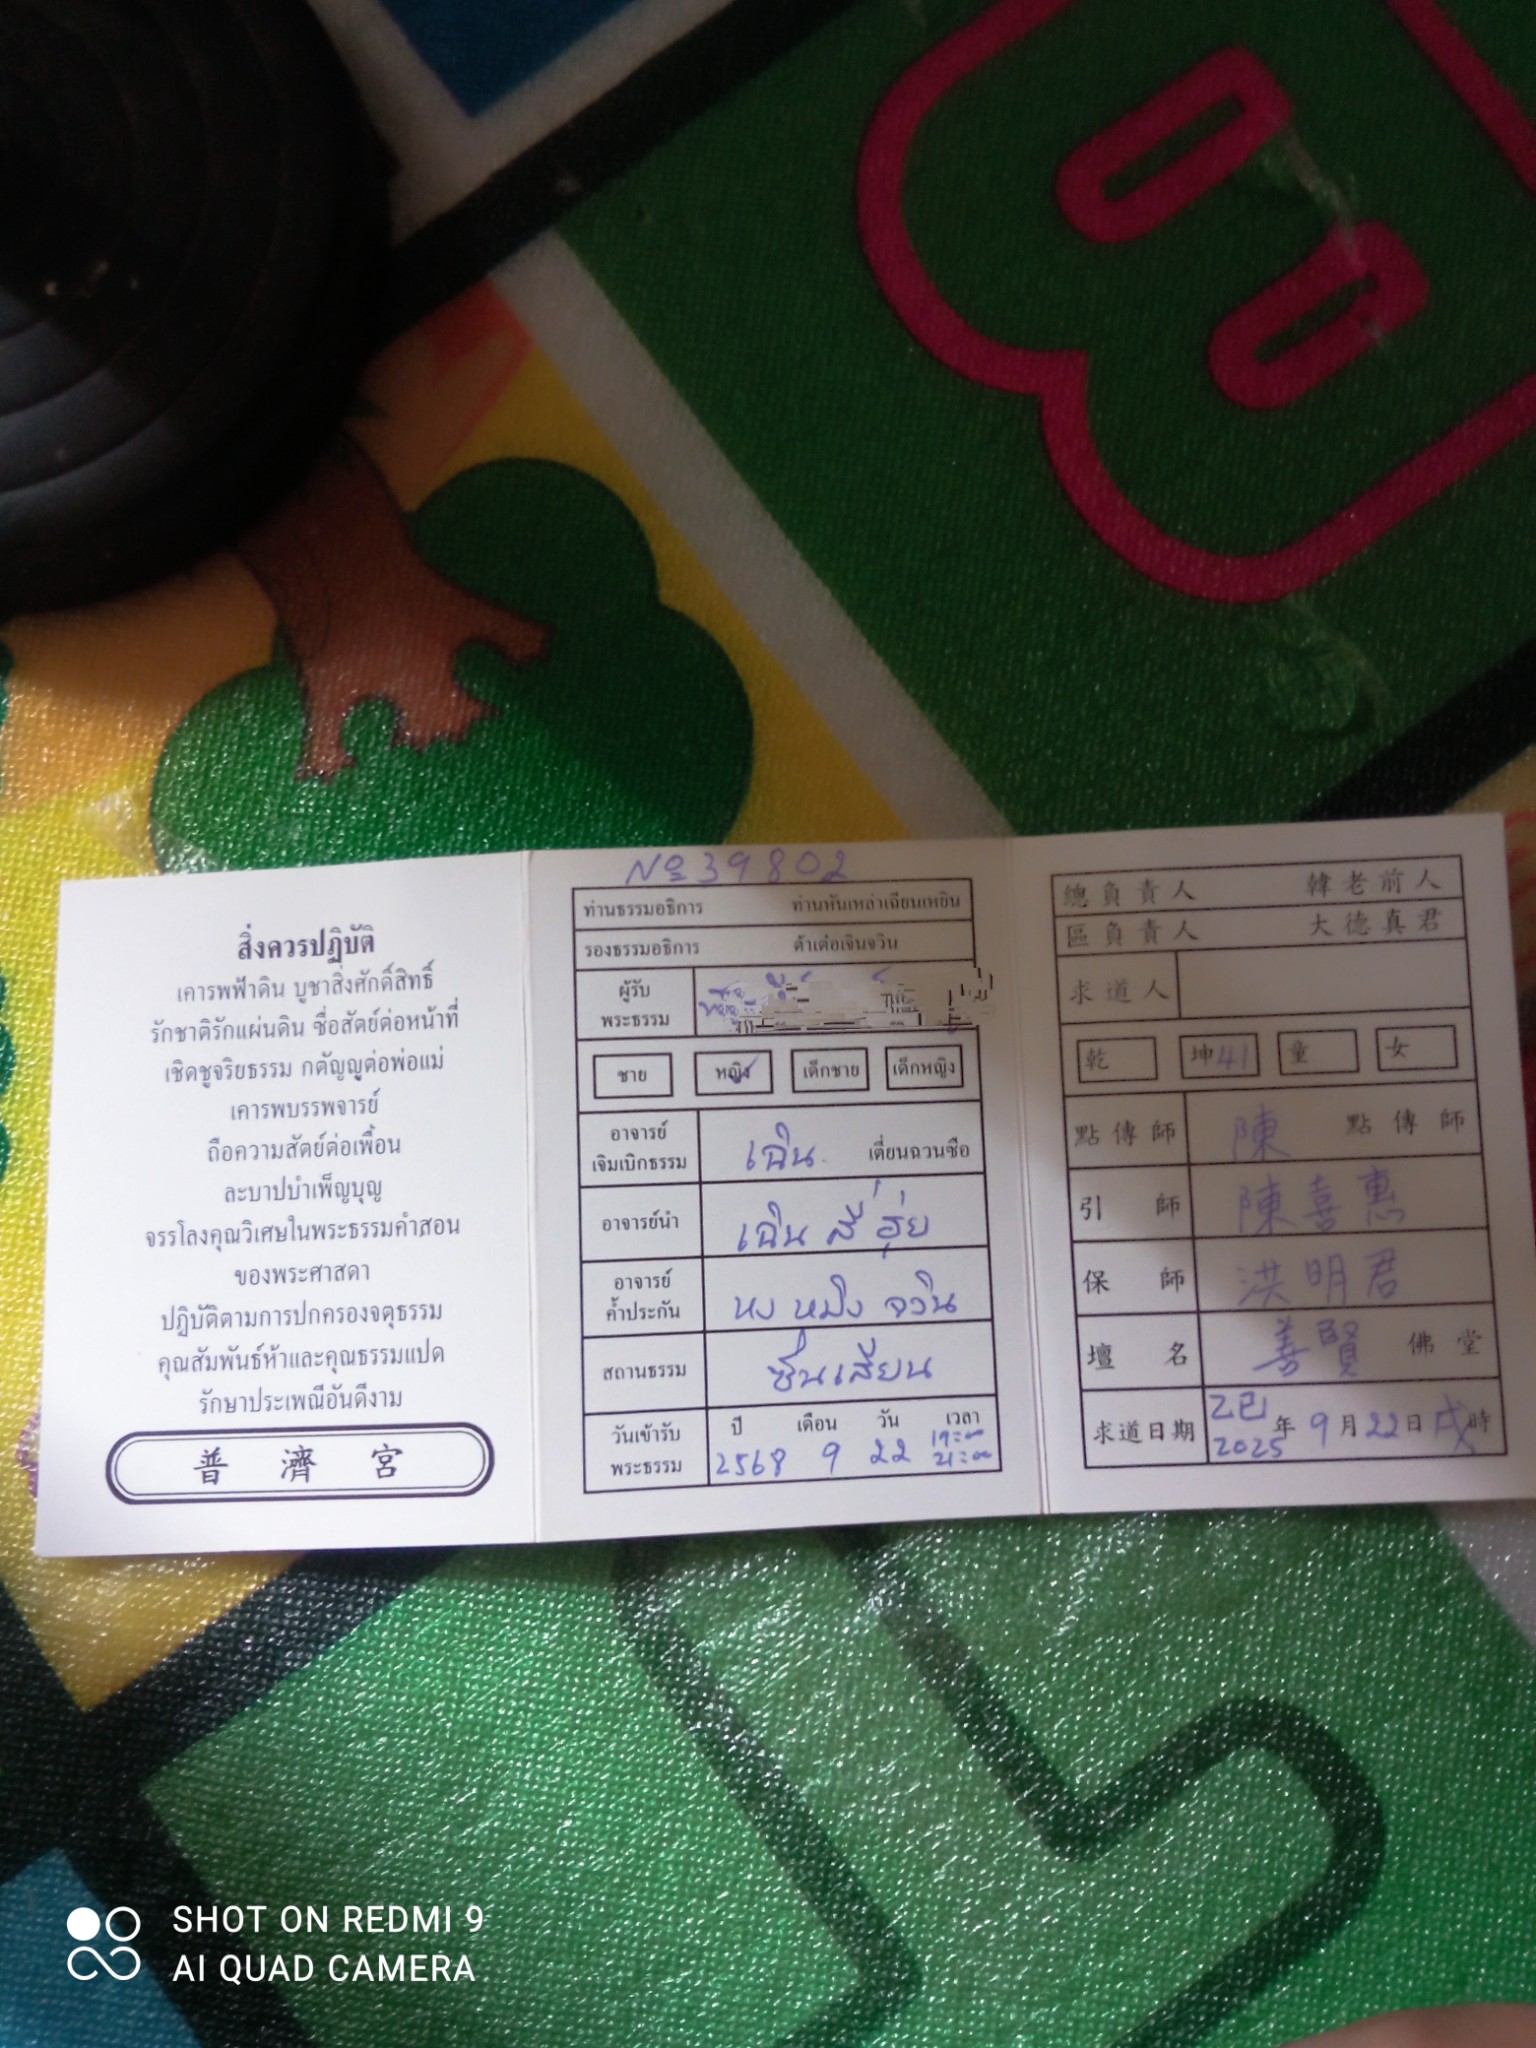 สิ่งควรปฏิบัติ
เคารพฟ้าดิน บูชาสิ่งศักดิ์สิทธิ์
รักชาติรักแผ่นดิน ซื่อสัตย์ต่อหน้าที่
เชิดชูจริยธรรม กตัญญูต่อพ่อแม่
เคารพบรรพจารย์
ถือความสัตย์ต่อเพื่อน
ละบาปบำเพ็ญบุญ
จรรโลงคุณวิเศษในพระธรรมคำสอน
ของพระศาสดา
ปฏิบัติตามการปกครองจตุธรรม
คุณสัมพันธ์ห้าและคุณธรรมแปด
รักษาประเพณีอันดีงาม
普濟宮
№ 39802
ท่านธรรมอธิการ ท่านหันเหล่าเฉียนเหยิน
รองธรรมอธิการ ต้าเต๋อเจินจวิน
ผู้รับ
พระธรรม
ชาย หญิง เด็กชาย เด็กหญิง
อาจารย์
เจิมเบิกธรรม เฉิน เตี่ยนฉวนซือ
อาจารย์นำ เฉิน สี่ ฮุ่ย
อาจารย์
ค้ำประกัน หง หมิง จวิน
สถานธรรม ซั่นเสียน
วันเข้ารับ
พระธรรม
ปี เดือน วัน เวลา
2568 9 22 19:00
21:00
總負責人 韓老前人
區負責人 大德真君
求道人
乾 坤 41 童 女
點傳師 陳 點傳師
引師 陳喜惠
保師 洪明君
壇名 善賢 佛堂
求道日期 乙巳 2025 年 9 月 22 日 戌 時
SHOT ON REDMI 9
AI QUAD CAMERA